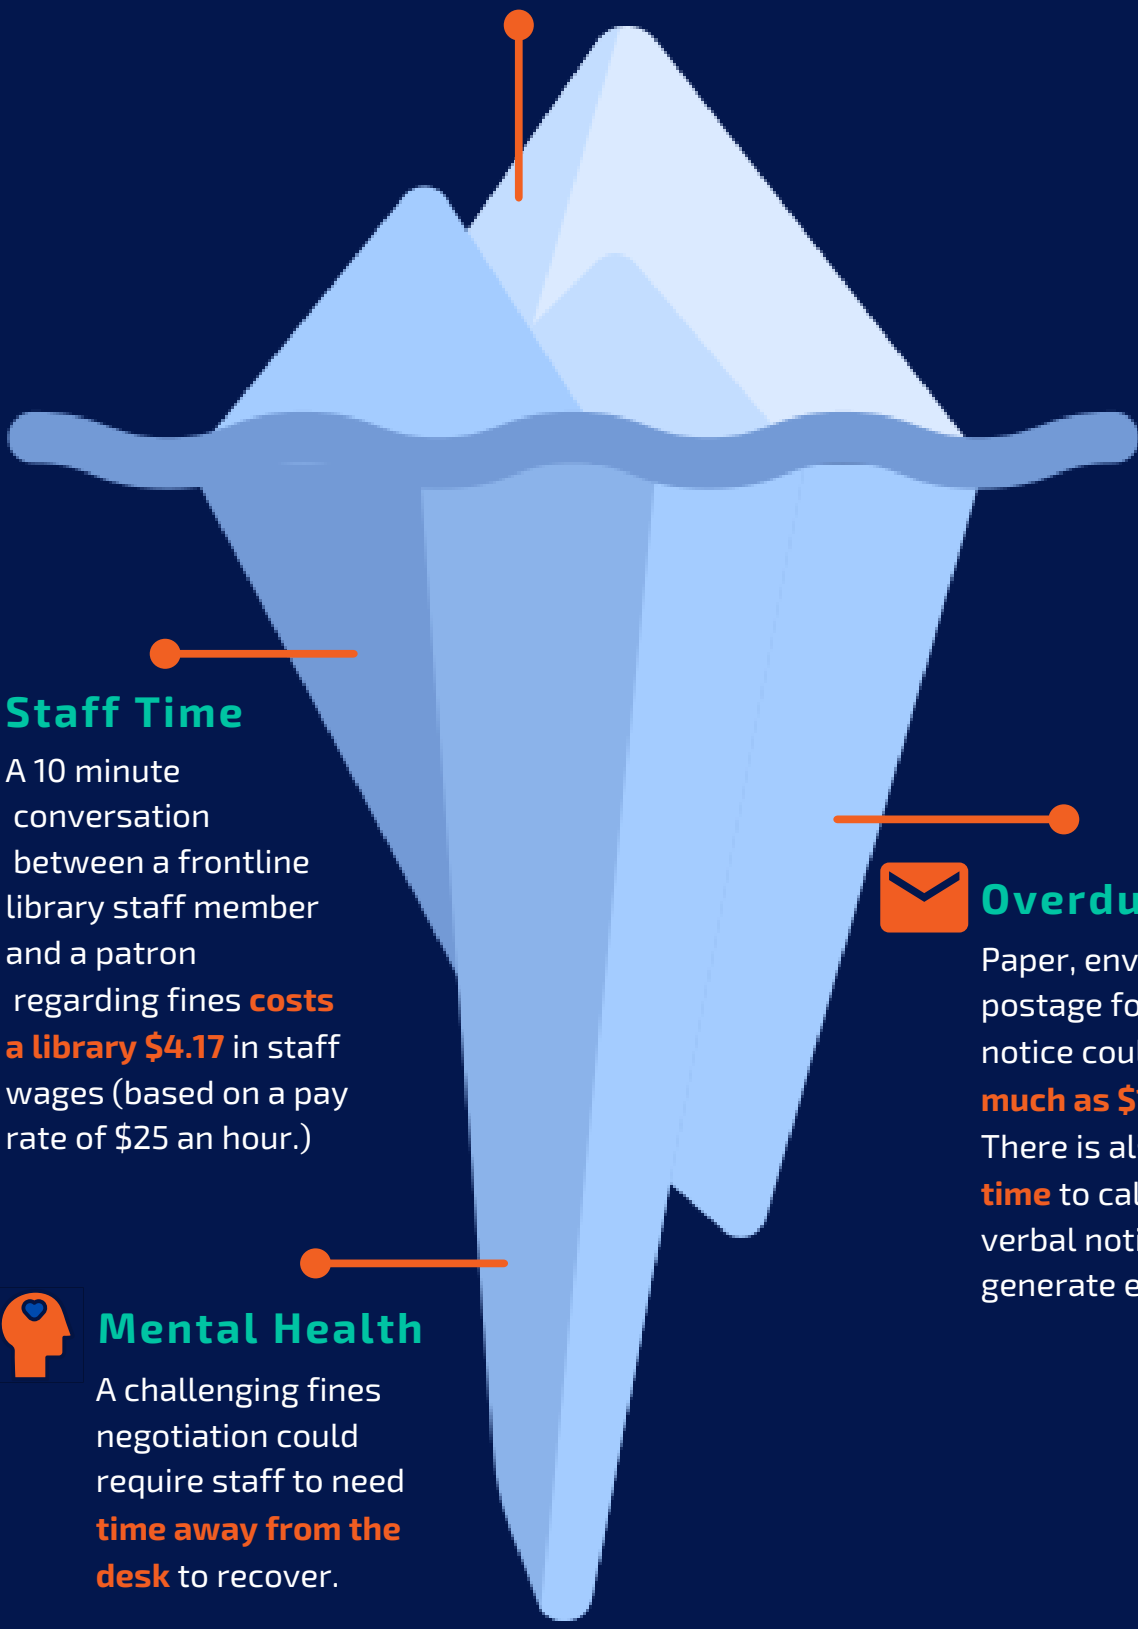 Staff Time
A 10 minute
conversation
between a frontline
library staff member
and a patron
regarding fines costs
a library $4.17 in staff
wages (based on a pay
rate of $25 an hour.)
Overdu
Paper, env
postage fo
notice cou
much as $
There is al
time to cal
verbal noti
generate e
Mental Health
A challenging fines
negotiation could
require staff to need
time away from the
desk to recover.